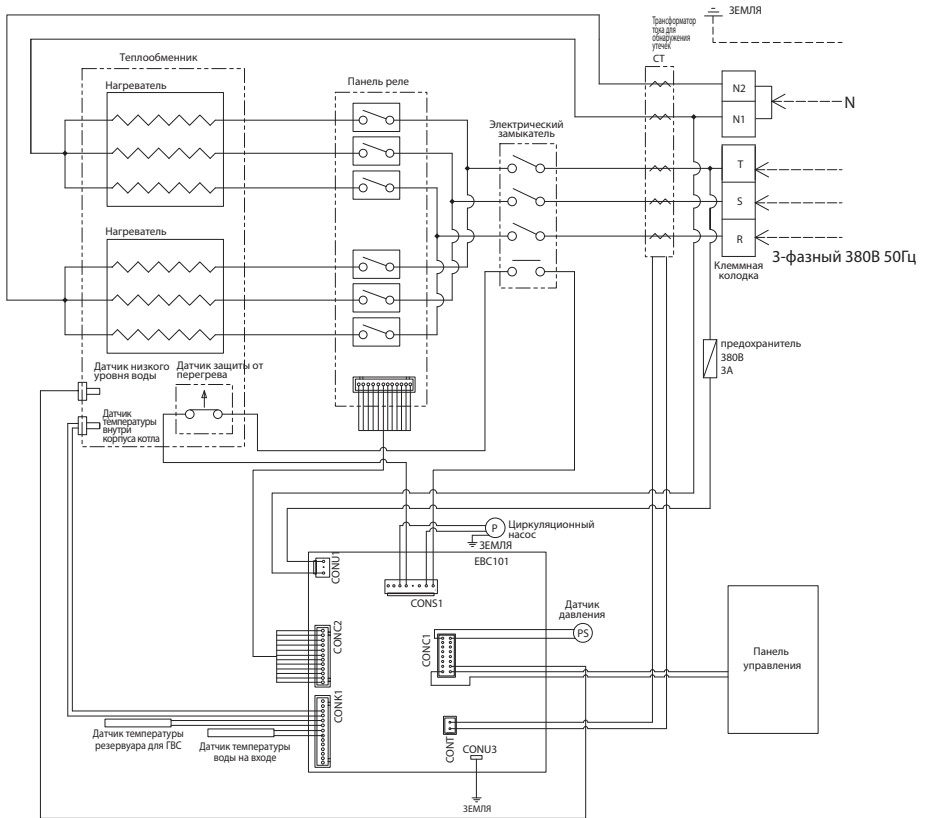 Трансформатор
тока для
обнаружения
утечек
CT
ЗЕМЛЯ
Теплообменник
Нагреватель
Панель реле
Электрический
замыкатель
N2
N1
N
T
S
R
3-фазный 380В 50Гц
Клеммная
колодка
Нагреватель
предохранитель
380В
3А
Датчик низкого
уровня воды
Датчик защиты от
перегрева
Датчик
температуры
внутри
корпуса котла
P
Циркуляционный
насос
ЗЕМЛЯ
EBC101
CONU1
CONS1
CONC2
CONC1
Датчик
давления
PS
Панель
управления
CONK1
Датчик температуры
резервуара для ГВС
Датчик температуры
воды на входе
CONT
CONU3
ЗЕМЛЯ